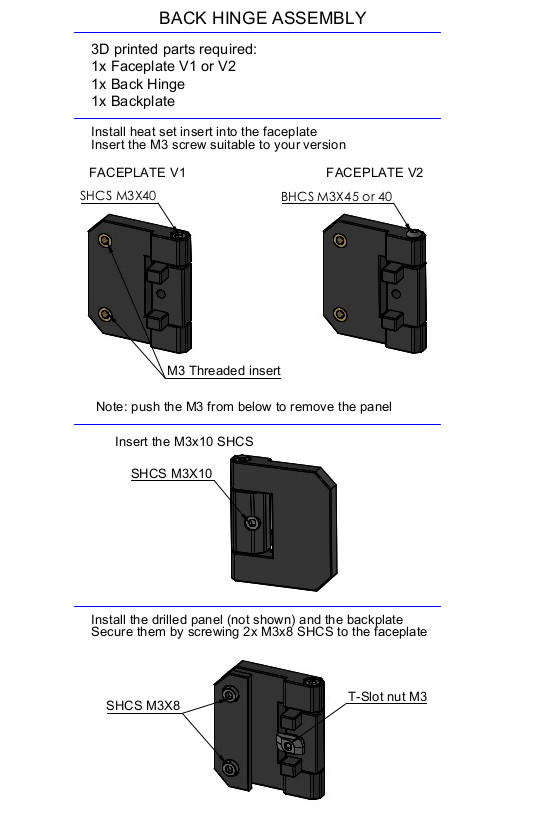 BACK HINGE ASSEMBLY
3D printed parts required:
1x Faceplate V1 or V2
1x Back Hinge
1x Backplate
Install heat set insert into the faceplate
Insert the M3 screw suitable to your version
FACEPLATE V1
FACEPLATE V2
SHCS M3X40
BHCS M3X45 or 40
M3 Threaded insert
Note: push the M3 from below to remove the panel
Insert the M3x10 SHCS
SHCS M3X10
Install the drilled panel (not shown) and the backplate
Secure them by screwing 2x M3x8 SHCS to the faceplate
T-Slot nut M3
SHCS M3X8